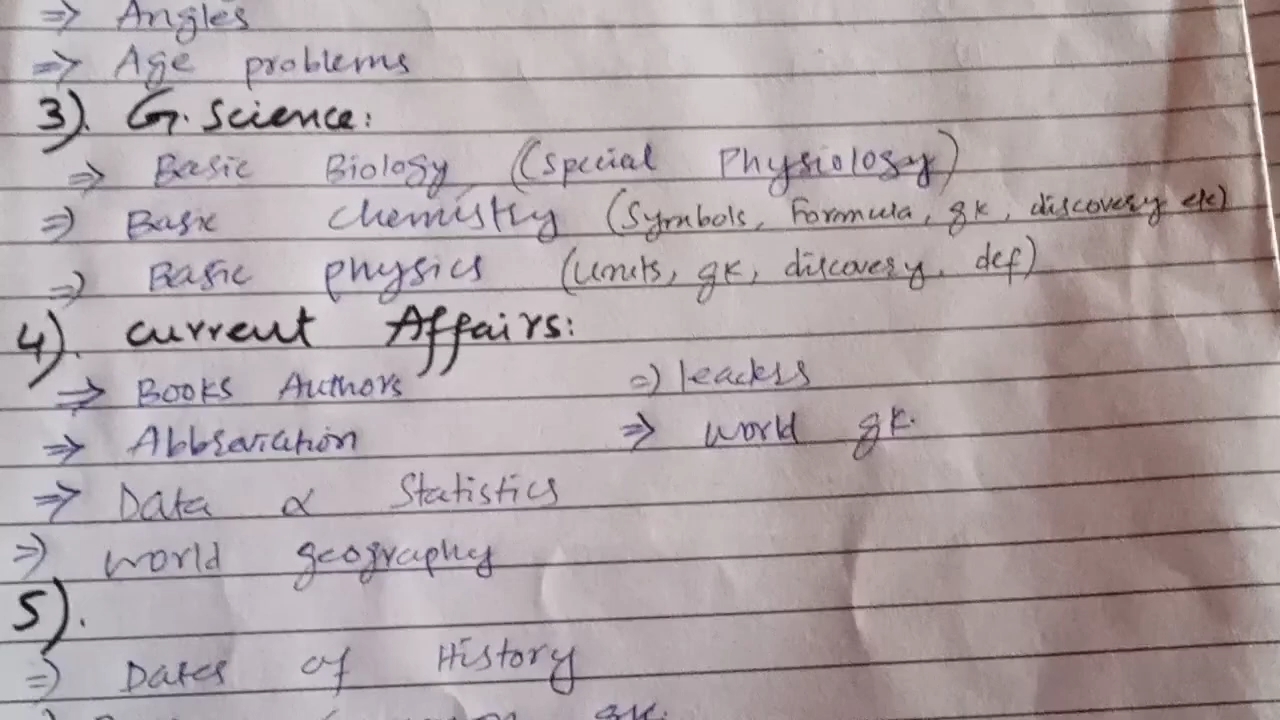 ⇒ Angles
⇒ Age problems
3). G. Science:
⇒ Basic Biology (Special Physiology)
⇒ Basic chemistry (Symbols, Formula, gk, discovery etc)
⇒ Basic physics (Units, gk, discovery, def)
4). Current Affairs:
⇒ Books Authors ⇒ leaders
⇒ Abbreviation ⇒ world gk.
⇒ Data & Statistics
⇒ world geography
5).
⇒ Dates of History
gk.